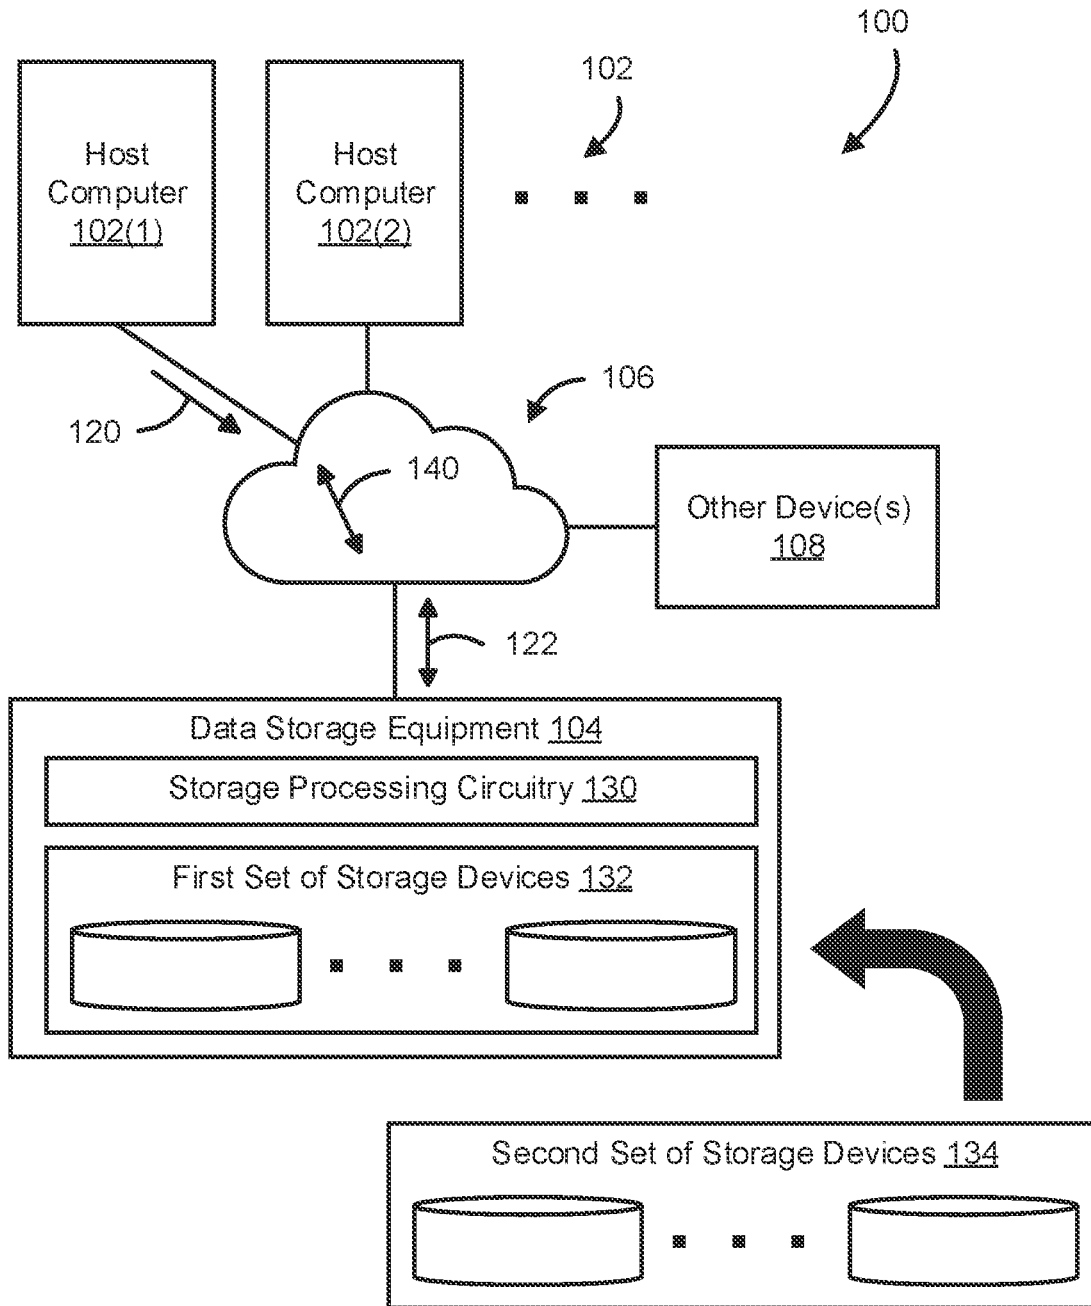 100
102
Host
Computer
102(1)
Host
Computer
102(2)
106
120
140
Other Device(s)
108
122
Data Storage Equipment 104
Storage Processing Circuitry 130
First Set of Storage Devices 132
Second Set of Storage Devices 134